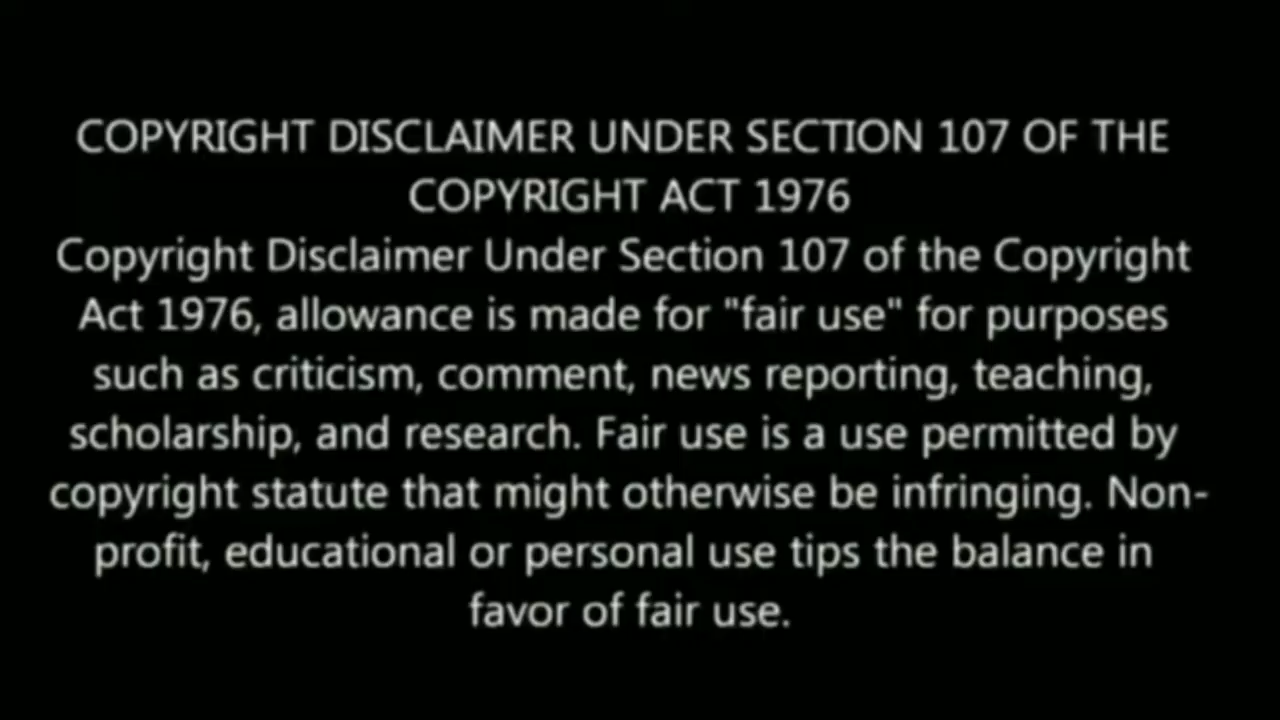 COPYRIGHT DISCLAIMER UNDER SECTION 107 OF THE
COPYRIGHT ACT 1976
Copyright Disclaimer Under Section 107 of the Copyright
Act 1976, allowance is made for "fair use" for purposes
such as criticism, comment, news reporting, teaching,
scholarship, and research. Fair use is a use permitted by
copyright statute that might otherwise be infringing. Non-
profit, educational or personal use tips the balance in
favor of fair use.